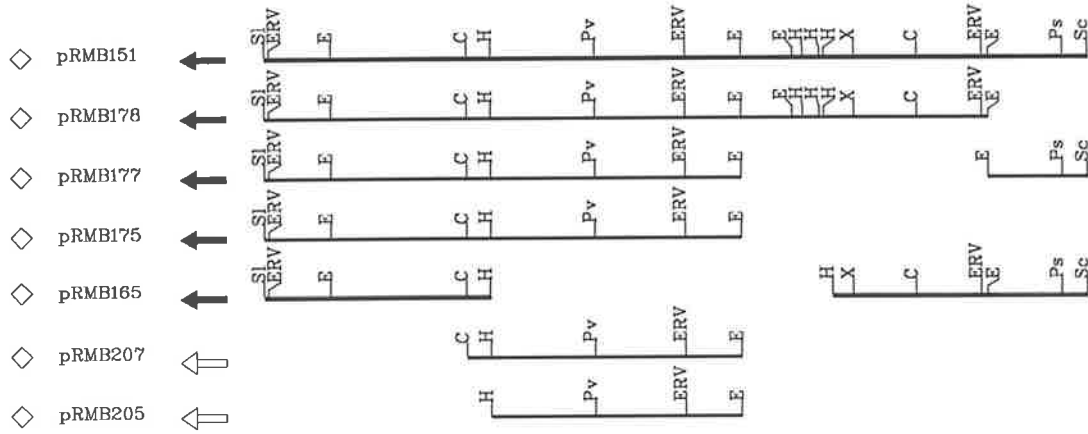 pRMB151 Sl ERV E C H Pv ERV E E H H H X C ERV E Ps Sc
pRMB178 Sl ERV E C H Pv ERV E E H H H X C ERV E
pRMB177 Sl ERV E C H Pv ERV E E Ps Sc
pRMB175 Sl ERV E C H Pv ERV E
pRMB165 Sl ERV E C H H X C ERV E Ps Sc
pRMB207 C H Pv ERV E
pRMB205 H Pv ERV E